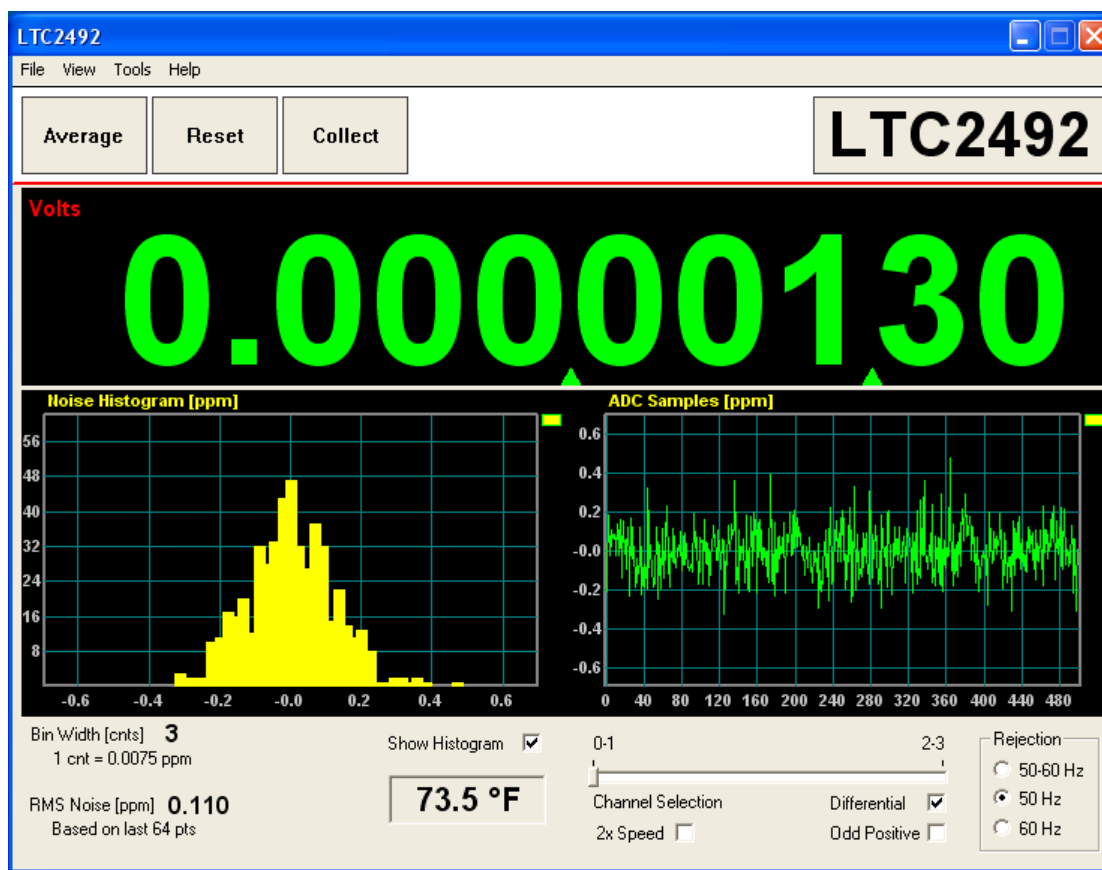 LTC2492
File View Tools Help
Average Reset Collect LTC2492
Volts
0.00000130
Noise Histogram [ppm]
56
48
40
32
24
16
8
-0.6 -0.4 -0.2 -0.0 0.2 0.4 0.6
ADC Samples [ppm]
0.6
0.4
0.2
-0.0
-0.2
-0.4
-0.6
0 40 80 120 160 200 240 280 320 360 400 440 480
Bin Width [cnts] 3
1 cnt = 0.0075 ppm
RMS Noise [ppm] 0.110
Based on last 64 pts
Show Histogram
73.5 °F
0-1 2-3
Channel Selection
2x Speed
Differential
Odd Positive
Rejection
50-60 Hz
50 Hz
60 Hz